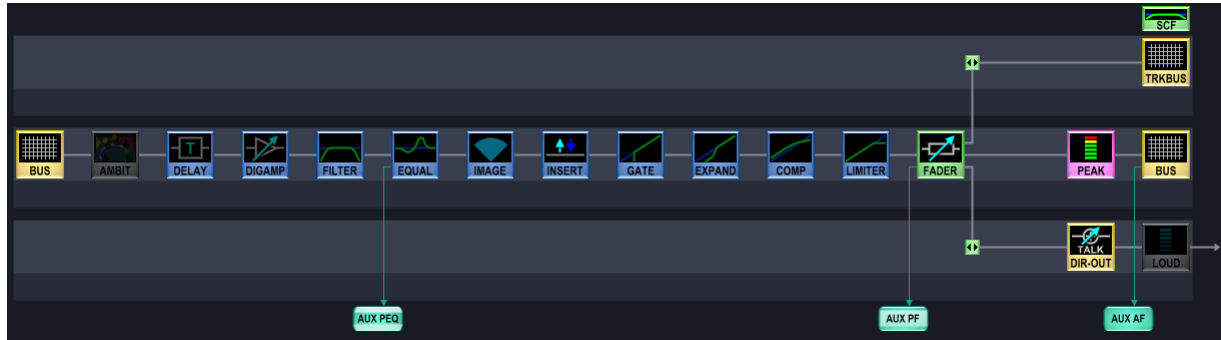 SCF
TRKBUS
BUS
AMBIT
T
DELAY
DIGAMP
FILTER
EQUAL
IMAGE
INSERT
GATE
EXPAND
COMP
LIMITER
FADER
PEAK
BUS
TALK
DIR-OUT
LOUD
AUX PEQ
AUX PF
AUX AF